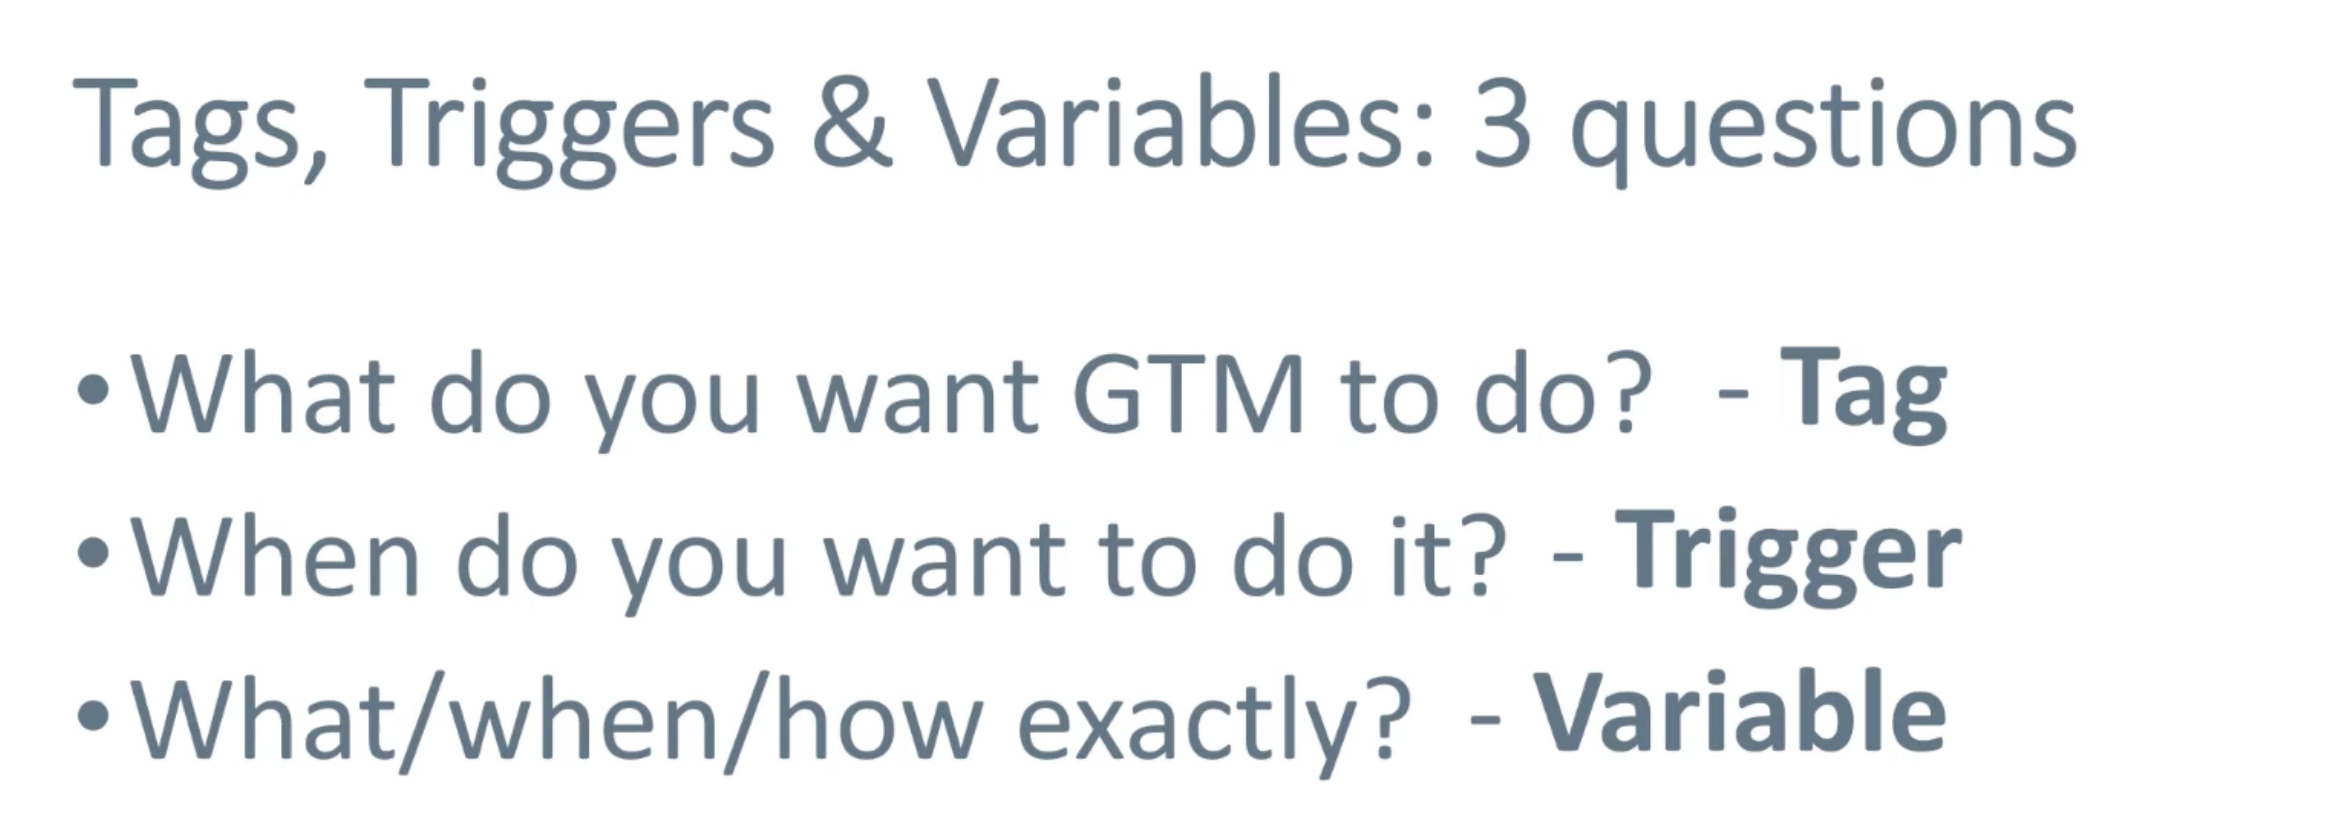 Tags, Triggers & Variables: 3 questions
• What do you want GTM to do? - Tag
• When do you want to do it? - Trigger
• What/when/how exactly? - Variable